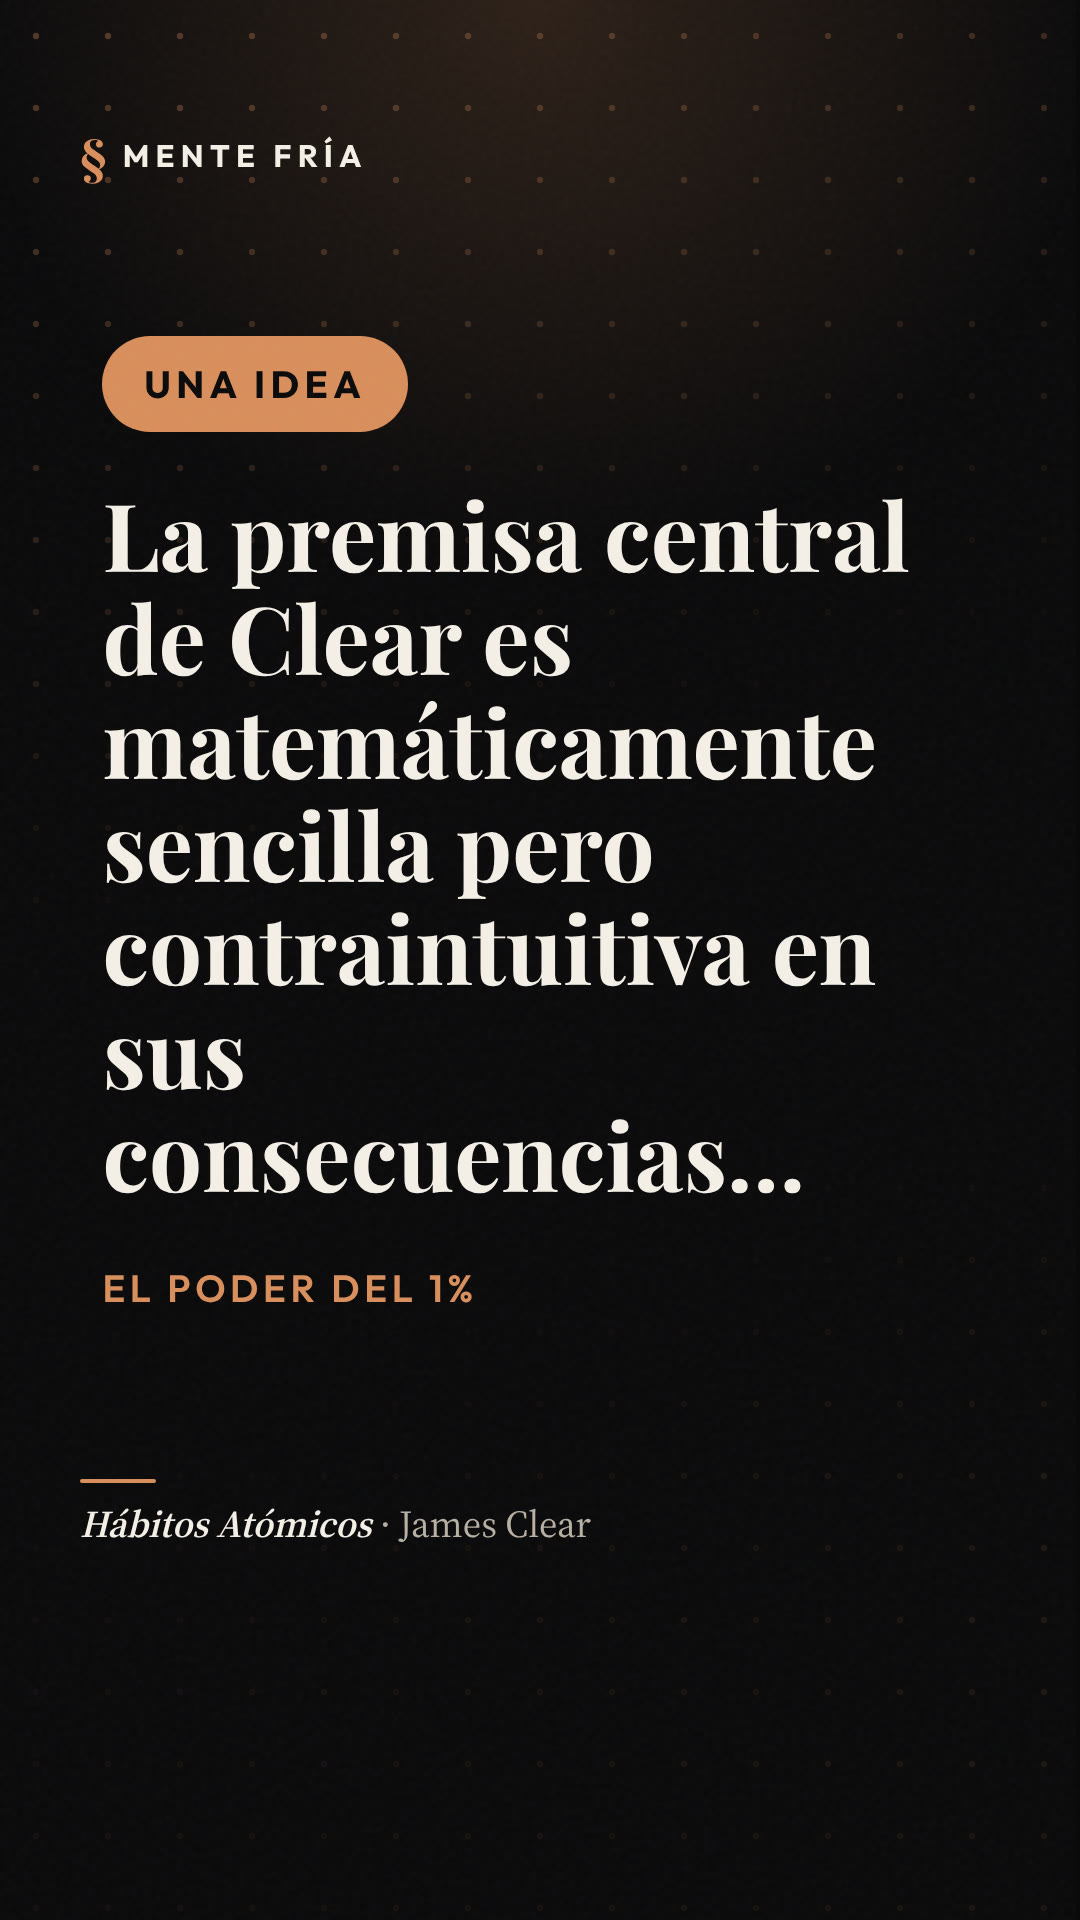 § MENTE FRÍA
UNA IDEA
La premisa central
de Clear es
matemáticamente
sencilla pero
contraintuitiva en
sus
consecuencias...
EL PODER DEL 1%
Hábitos Atómicos · James Clear